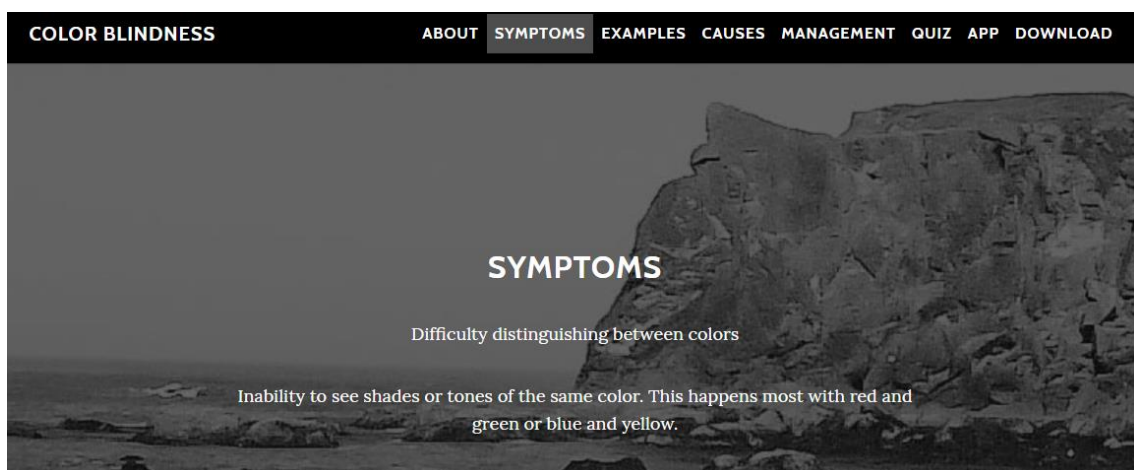 COLOR BLINDNESS ABOUT SYMPTOMS EXAMPLES CAUSES MANAGEMENT QUIZ APP DOWNLOAD
SYMPTOMS
Difficulty distinguishing between colors
Inability to see shades or tones of the same color. This happens most with red and
green or blue and yellow.